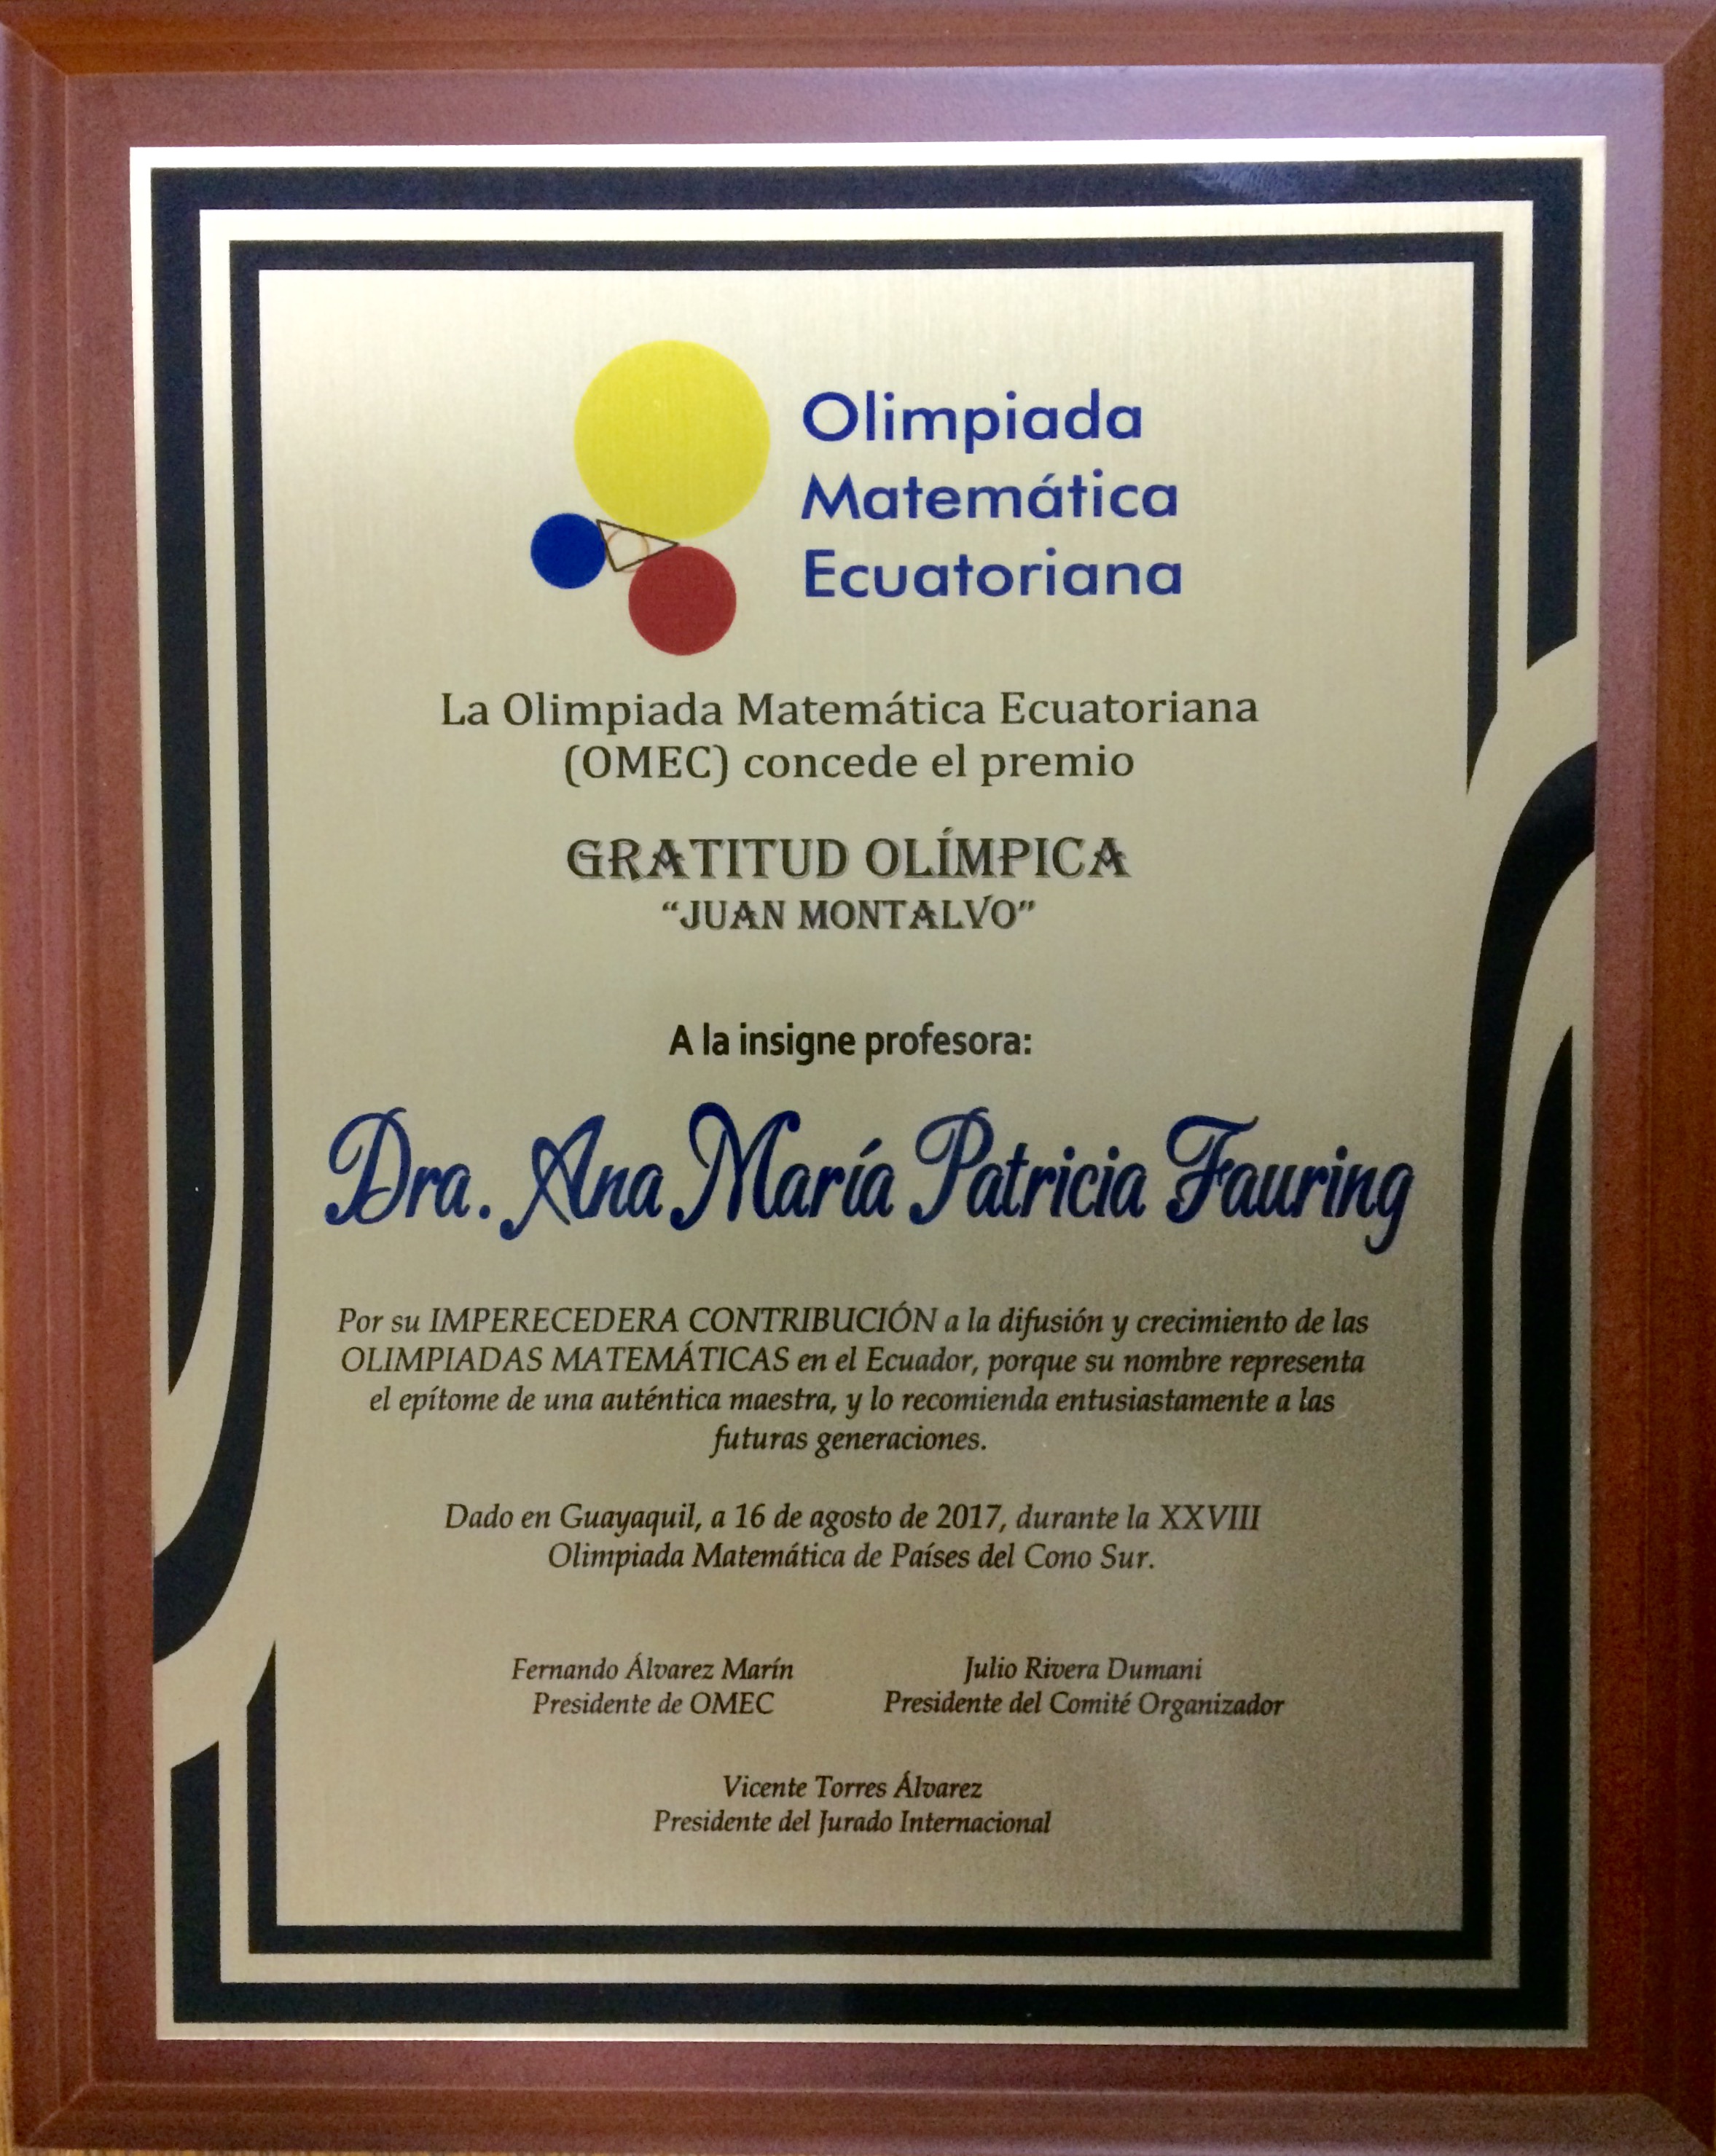 Olimpiada
Matemática
Ecuatoriana
La Olimpiada Matemática Ecuatoriana
(OMEC) concede el premio
GRATITUD OLÍMPICA
“JUAN MONTALVO”
A la insigne profesora:
Dra. Ana María Patricia Fauring
Por su IMPERECEDERA CONTRIBUCIÓN a la difusión y crecimiento de las
OLIMPIADAS MATEMÁTICAS en el Ecuador, porque su nombre representa
el epítome de una auténtica maestra, y lo recomienda entusiastamente a las
futuras generaciones.
Dado en Guayaquil, a 16 de agosto de 2017, durante la XXVIII
Olimpiada Matemática de Países del Cono Sur.
Fernando Álvarez Marín
Presidente de OMEC
Julio Rivera Dumani
Presidente del Comité Organizador
Vicente Torres Álvarez
Presidente del Jurado Internacional